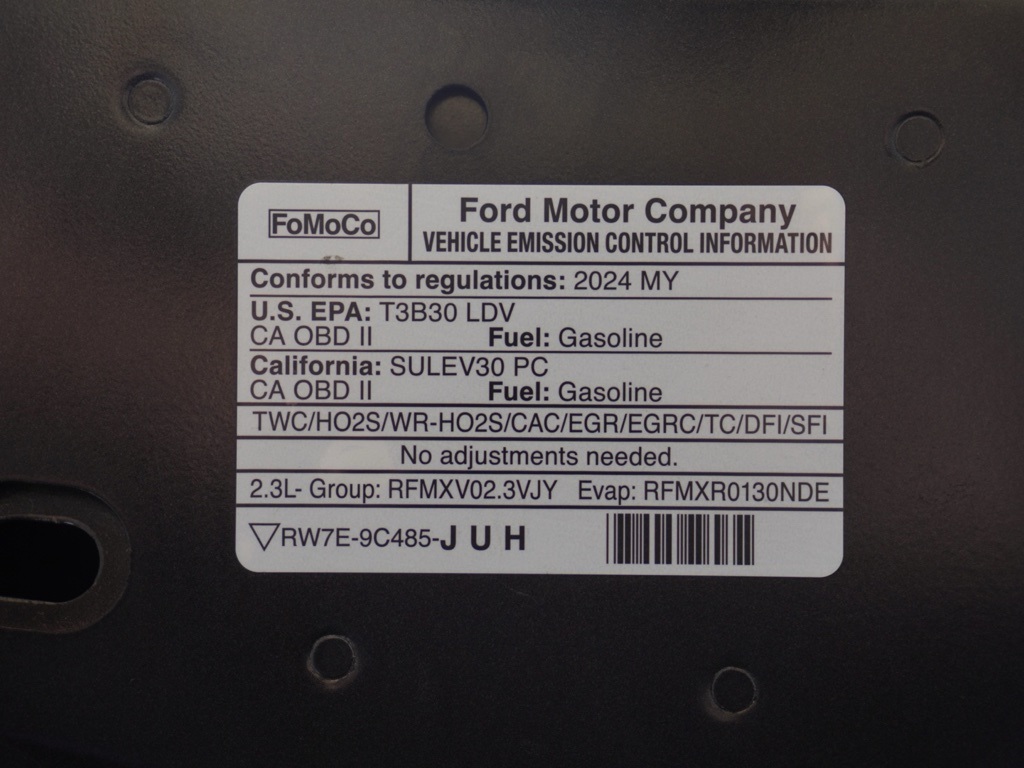 FoMoCo
Ford Motor Company
VEHICLE EMISSION CONTROL INFORMATION
Conforms to regulations: 2024 MY
U.S. EPA: T3B30 LDV
CA OBD II Fuel: Gasoline
California: SULEV30 PC
CA OBD II Fuel: Gasoline
TWC/HO2S/WR-HO2S/CAC/EGR/EGRC/TC/DFI/SFI
No adjustments needed.
2.3L- Group: RFMXV02.3VJY Evap: RFMXR0130NDE
RW7E-9C485-J U H